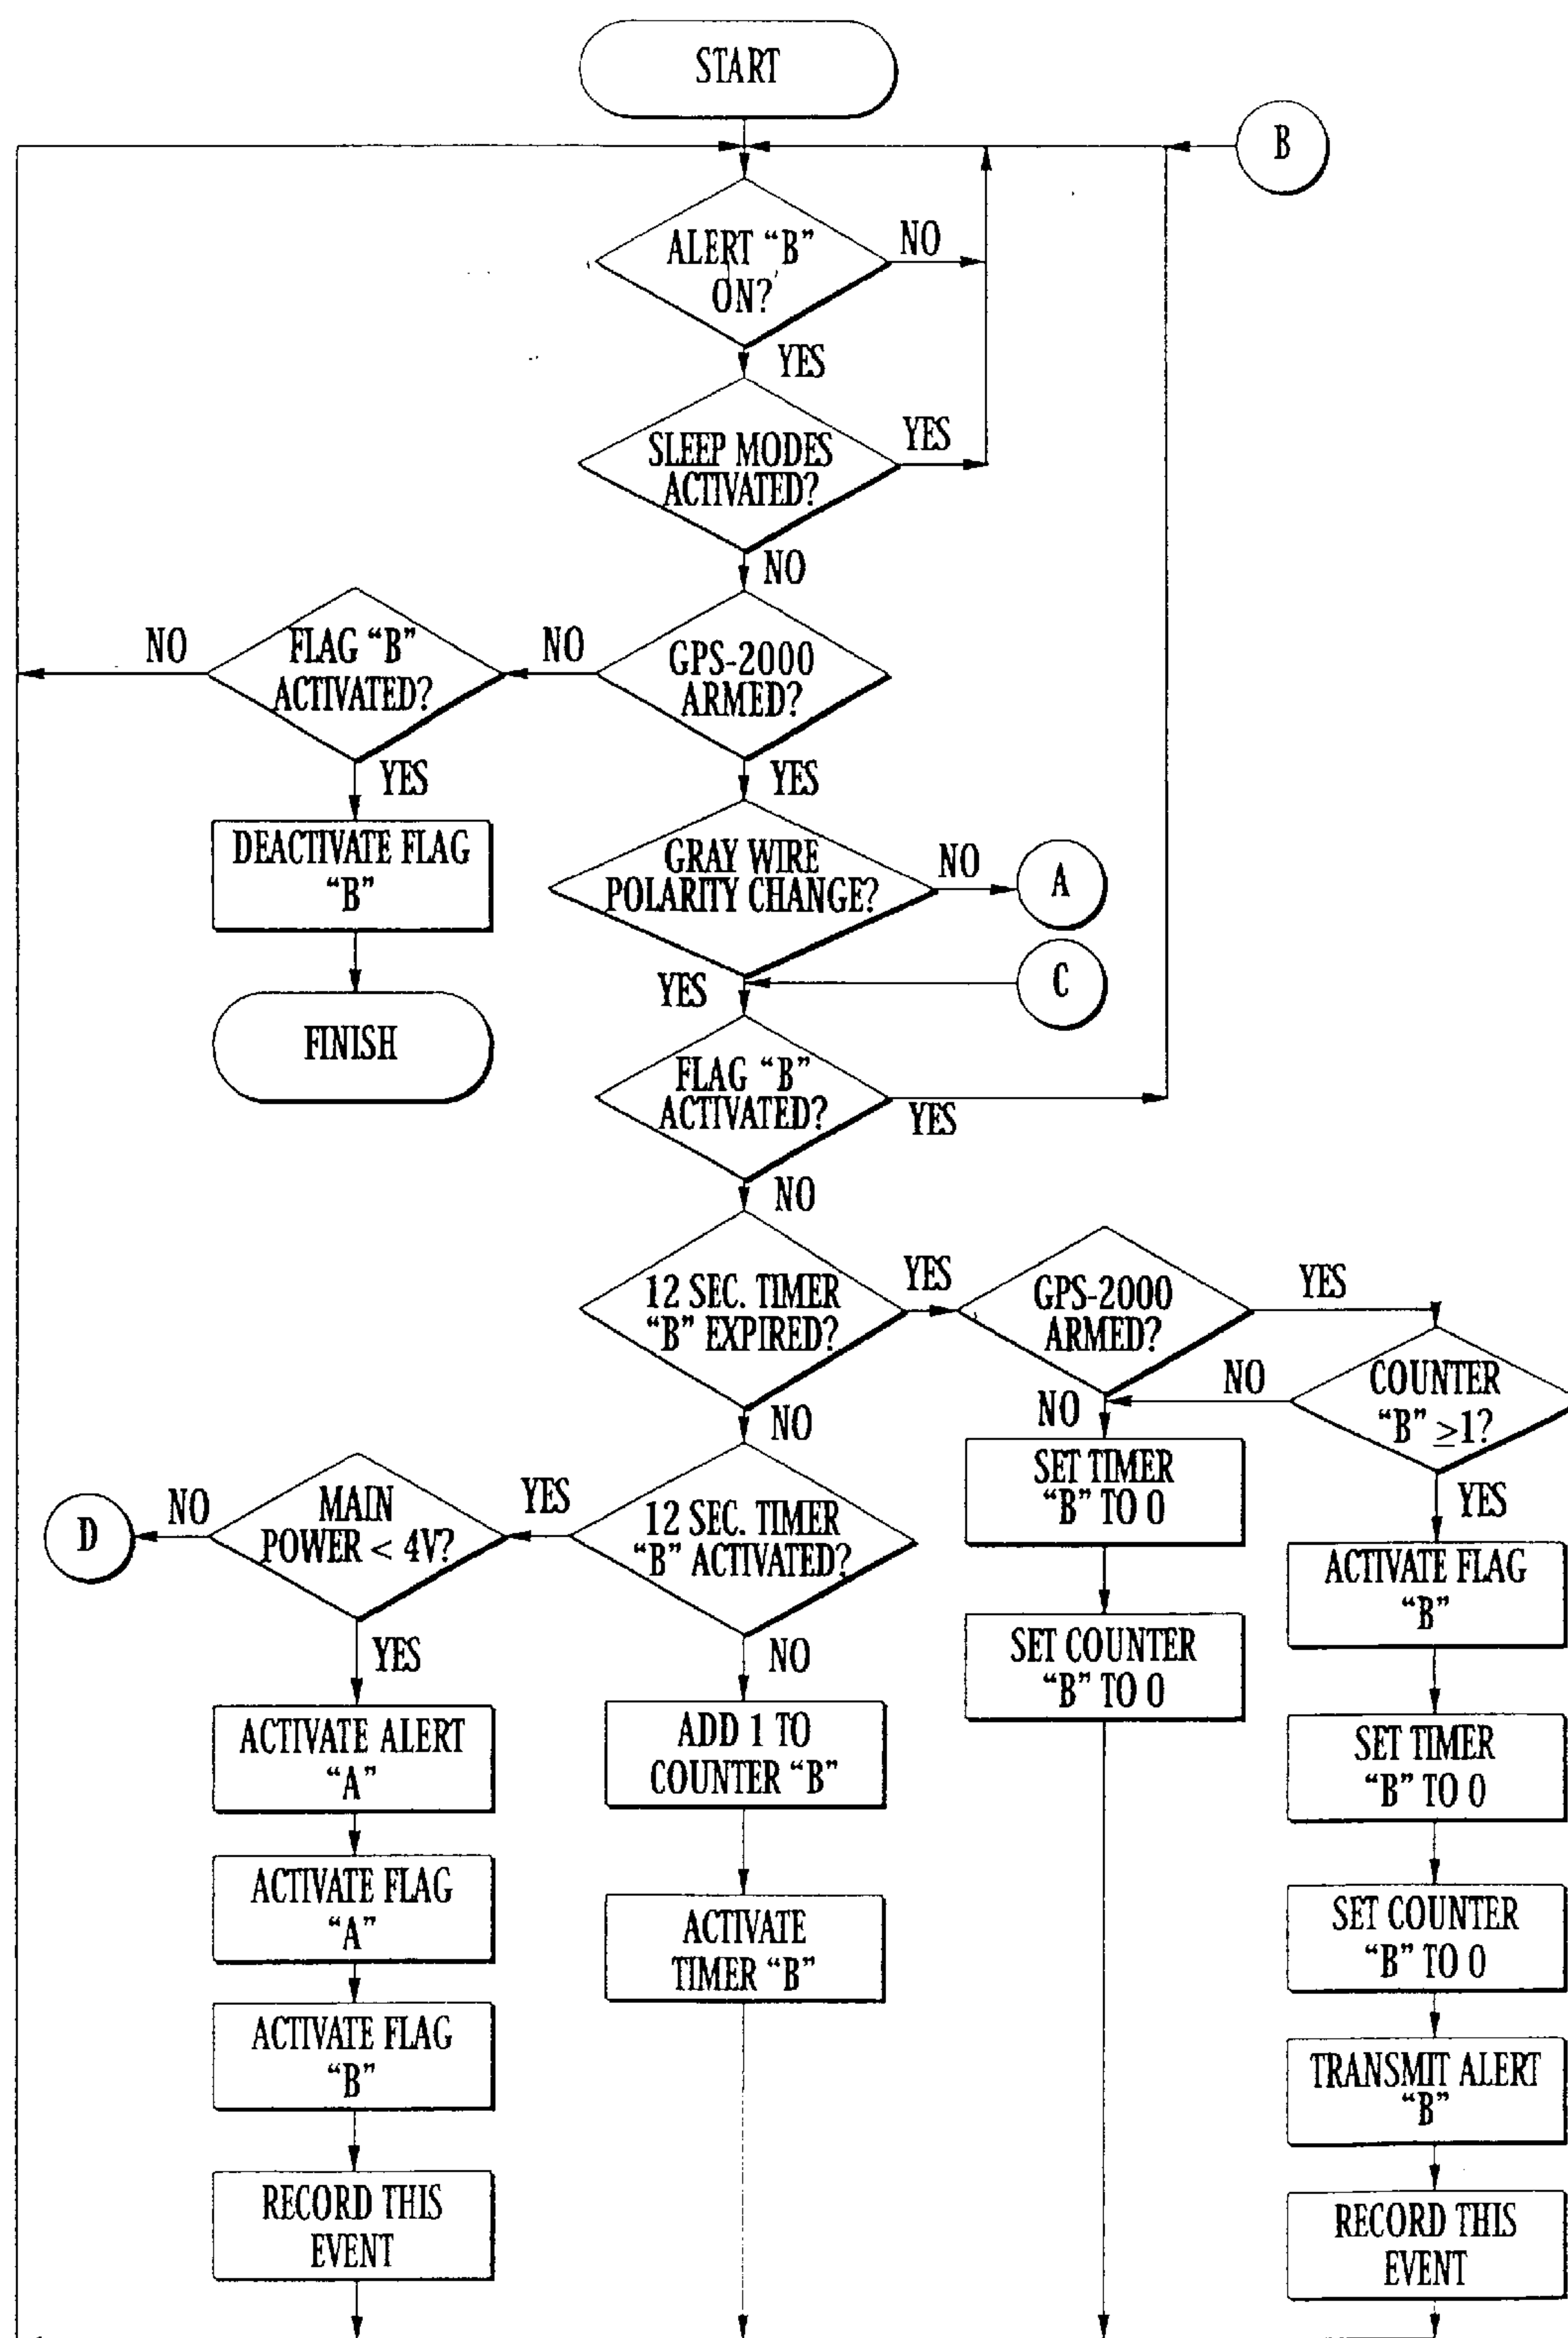 START
B
ALERT “B”
ON?
NO
YES
SLEEP MODES
ACTIVATED?
YES
NO
GPS-2000
ARMED?
NO
FLAG “B”
ACTIVATED?
NO
YES
DEACTIVATE FLAG
“B”
FINISH
YES
GRAY WIRE
POLARITY CHANGE?
NO
A
YES
C
FLAG “B”
ACTIVATED?
YES
NO
12 SEC. TIMER
“B” EXPIRED?
YES
GPS-2000
ARMED?
YES
COUNTER
“B” ≥1?
NO
NO
SET TIMER
“B” TO 0
SET COUNTER
“B” TO 0
YES
ACTIVATE FLAG
“B”
SET TIMER
“B” TO 0
SET COUNTER
“B” TO 0
TRANSMIT ALERT
“B”
RECORD THIS
EVENT
NO
12 SEC. TIMER
“B” ACTIVATED?
YES
MAIN
POWER < 4V?
NO
D
YES
ACTIVATE ALERT
“A”
ACTIVATE FLAG
“A”
ACTIVATE FLAG
“B”
RECORD THIS
EVENT
NO
ADD 1 TO
COUNTER “B”
ACTIVATE
TIMER “B”